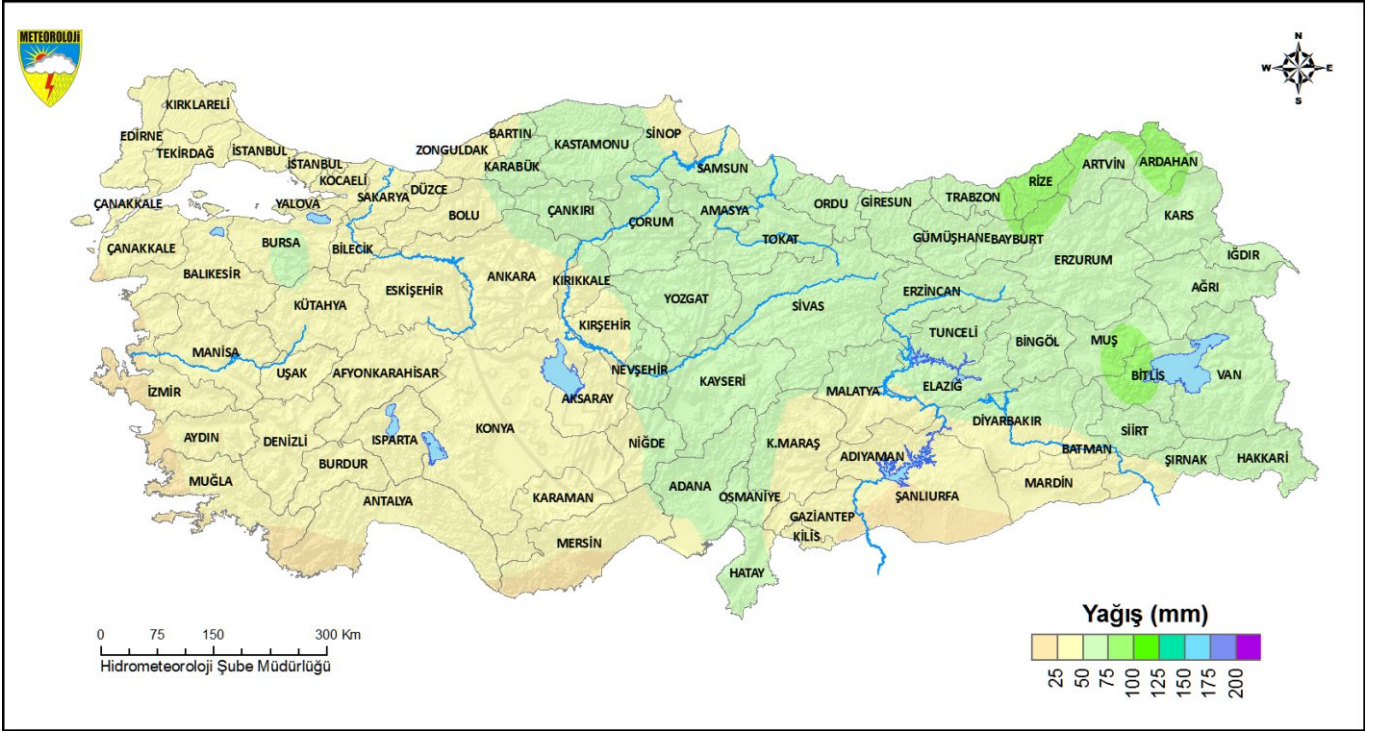 METEOROLOJİ
N
W E
S
KIRKLARELİ
EDİRNE
TEKİRDAĞ
İSTANBUL
İSTANBUL
KOCAELİ
ÇANAKKALE
YALOVA
SAKARYA
DÜZCE
ZONGULDAK
BARTIN
KARABÜK
KASTAMONU
SİNOP
SAMSUN
BOLU
ÇANKIRI
ÇORUM
AMASYA
ORDU
GİRESUN
TRABZON
RİZE
ARTVİN
ARDAHAN
KARS
ÇANAKKALE
BURSA
BİLECİK
BALIKESİR
TOKAT
GÜMÜŞHANE
BAYBURT
ERZURUM
IĞDIR
AĞRI
ANKARA
KIRIKKALE
ESKİŞEHİR
KÜTAHYA
YOZGAT
SİVAS
ERZİNCAN
KIRŞEHİR
TUNCELİ
BİNGÖL
MUŞ
MANİSA
UŞAK
AFYONKARAHİSAR
NEVŞEHİR
KAYSERİ
MALATYA
ELAZIĞ
BİTLİS
VAN
İZMİR
AKSARAY
DİYARBAKIR
SİİRT
AYDIN
DENİZLİ
ISPARTA
KONYA
NİĞDE
K.MARAŞ
ADIYAMAN
BATMAN
ŞIRNAK
HAKKARİ
BURDUR
MUĞLA
ANTALYA
KARAMAN
ADANA
OSMANİYE
ŞANLIURFA
MARDİN
GAZİANTEP
KİLİS
MERSİN
HATAY
0 75 150 300 Km
Hidrometeoroloji Şube Müdürlüğü
Yağış (mm)
25 50 75 100 125 150 175 200